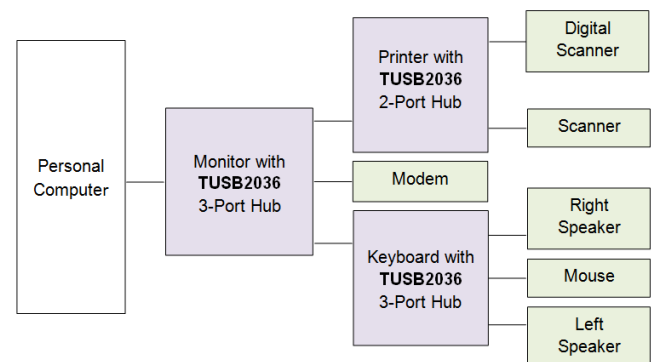 Personal
Computer
Monitor with
TUSB2036
3-Port Hub
Printer with
TUSB2036
2-Port Hub
Digital
Scanner
Scanner
Modem
Keyboard with
TUSB2036
3-Port Hub
Right
Speaker
Mouse
Left
Speaker